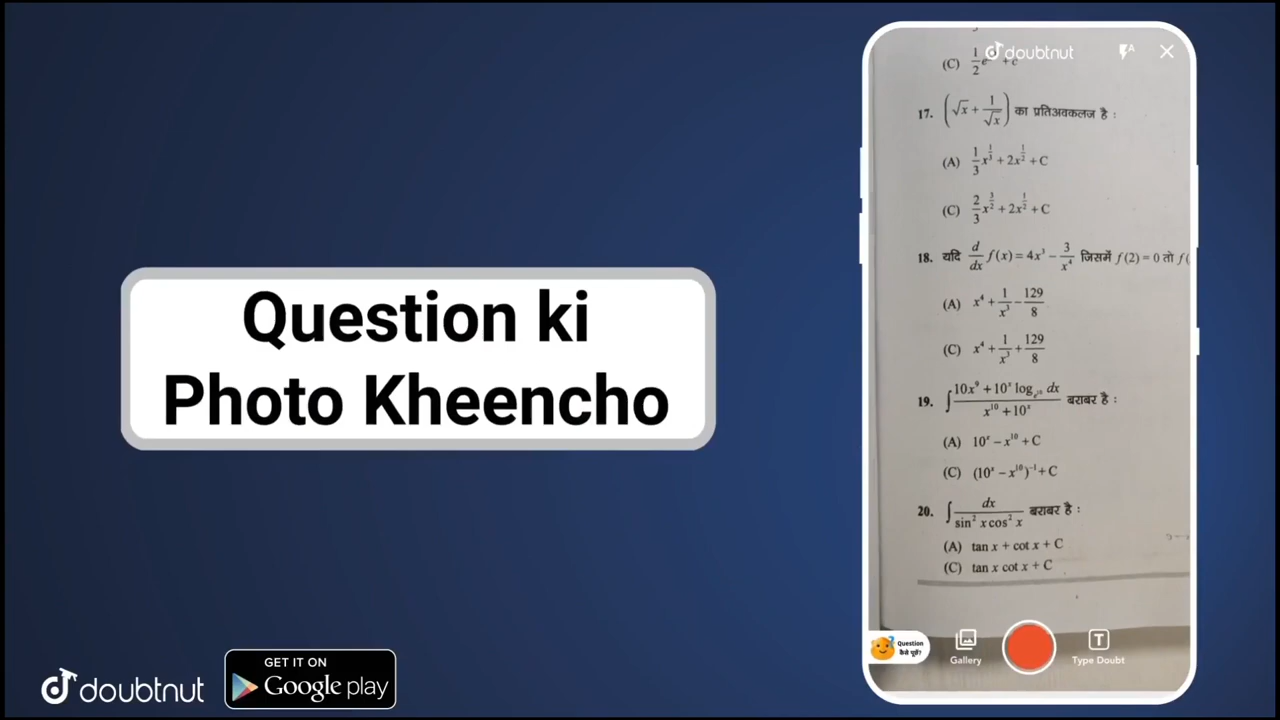 Question ki
Photo Kheencho
doubtnut
GET IT ON
Google play
doubtnut
A
(C) 1/2 e + c
17. (√x + 1/√x) का प्रतिअवकलज है :
(A) 1/3 x^(1/3) + 2x^(1/2) + C
(C) 2/3 x^(3/2) + 2x^(1/2) + C
18. यदि d/dx f(x) = 4x³ − 3/x⁴ जिसमें f(2) = 0 तो f(
(A) x⁴ + 1/x³ − 129/8
(C) x⁴ + 1/x³ + 129/8
19. ∫ (10x⁹ + 10ˣ log_e10 dx)/(x¹⁰ + 10ˣ) बराबर है :
(A) 10ˣ − x¹⁰ + C
(C) (10ˣ − x¹⁰)⁻¹ + C
20. ∫ dx/(sin² x cos² x) बराबर है :
(A) tan x + cot x + C
(C) tan x cot x + C
Question
कैसे पूछें?
Gallery
T
Type Doubt